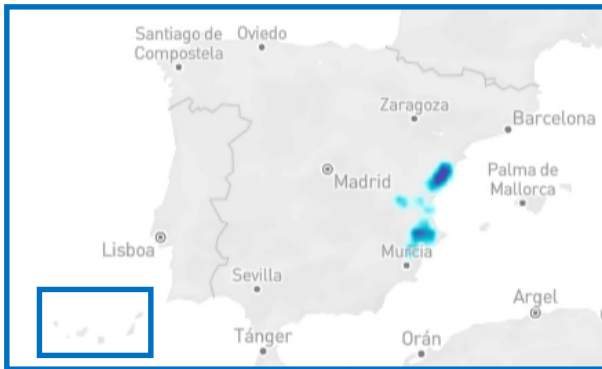 Santiago de
Compostela
Oviedo
Zaragoza
Barcelona
Madrid
Palma de
Mallorca
Lisboa
Murcia
Sevilla
Argel
Tánger
Orán